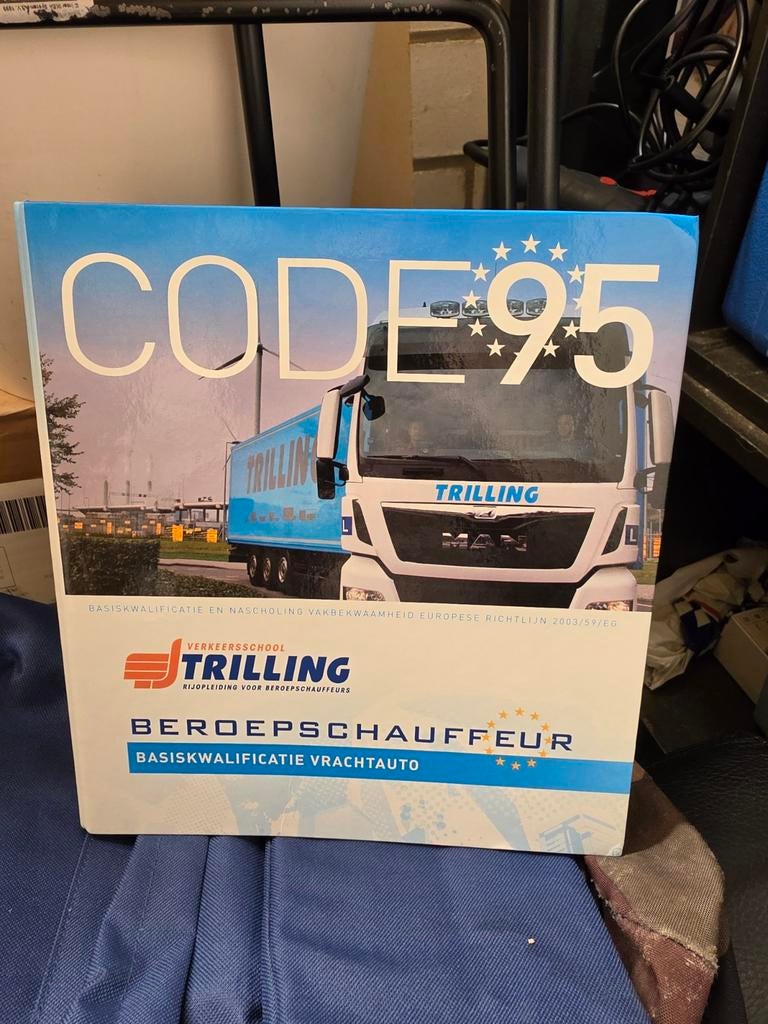 CODE95
TRILLING
TRILLING
MAN
L
L
BASISKWALIFICATIE EN NASCHOLING VAKBEKWAAMHEID EUROPESE RICHTLIJN 2003/59/EG
VERKEERSSCHOOL
TRILLING
RIJOPLEIDING VOOR BEROEPSCHAUFFEURS
BEROEPSCHAUFFEUR
BASISKWALIFICATIE VRACHTAUTO